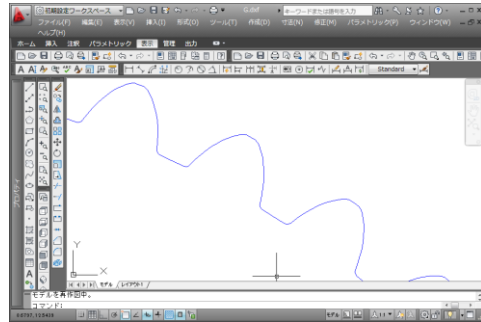 初期設定ワークスペース G.dxf キーワードまたは語句を入力
ファイル(F) 編集(E) 表示(V) 挿入(I) 形式(O) ツール(T) 作成(D) 寸法(N) 修正(M) パラメトリック(P) ウィンドウ(W)
ヘルプ(H)
ホーム 挿入 注釈 パラメトリック 表示 管理 出力
Standard
プロパティ
Y
X
モデル レイアウト1
モデルを再作図中。
コマンド:
モデル